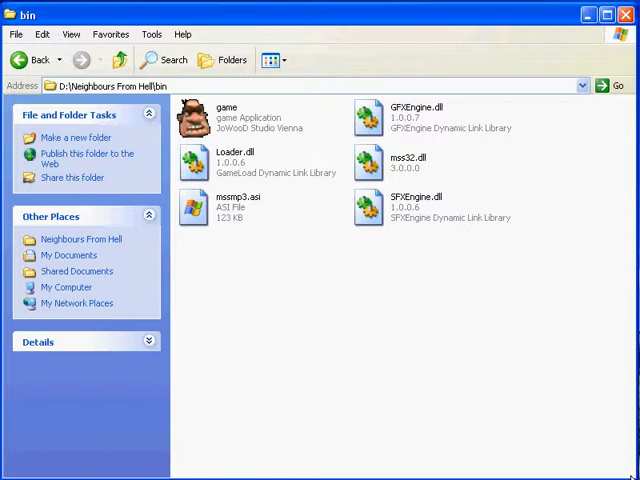 bin
File Edit View Favorites Tools Help
Back Search Folders
Address D:\Neighbours From Hell\bin Go
File and Folder Tasks
Make a new folder
Publish this folder to the
Web
Share this folder
Other Places
Neighbours From Hell
My Documents
Shared Documents
My Computer
My Network Places
Details
game
game Application
JoWooD Studio Vienna
GFXEngine.dll
1.0.0.7
GFXEngine Dynamic Link Library
Loader.dll
1.0.0.6
GameLoad Dynamic Link Library
mss32.dll
3.0.0.0
mssmp3.asi
ASI File
123 KB
SFXEngine.dll
1.0.0.6
SFXEngine Dynamic Link Library